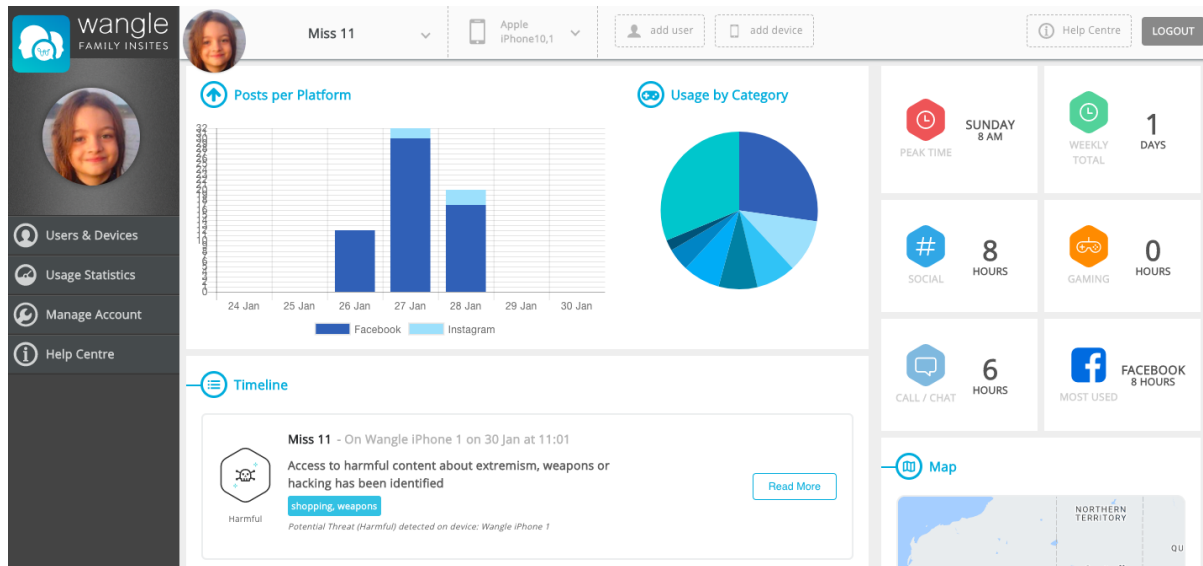 wangle
FAMILY INSITES
Miss 11
Apple
iPhone10,1
add user
add device
Help Centre
LOGOUT
Users & Devices
Usage Statistics
Manage Account
Help Centre
Posts per Platform
24 Jan 25 Jan 26 Jan 27 Jan 28 Jan 29 Jan 30 Jan
Facebook Instagram
Usage by Category
PEAK TIME
SUNDAY
8 AM
WEEKLY
TOTAL
1
DAYS
SOCIAL
8
HOURS
GAMING
0
HOURS
CALL / CHAT
6
HOURS
MOST USED
FACEBOOK
8 HOURS
Timeline
Harmful
Miss 11 - On Wangle iPhone 1 on 30 Jan at 11:01
Access to harmful content about extremism, weapons or
hacking has been identified
shopping, weapons
Potential Threat (Harmful) detected on device: Wangle iPhone 1
Read More
Map
NORTHERN
TERRITORY
QU